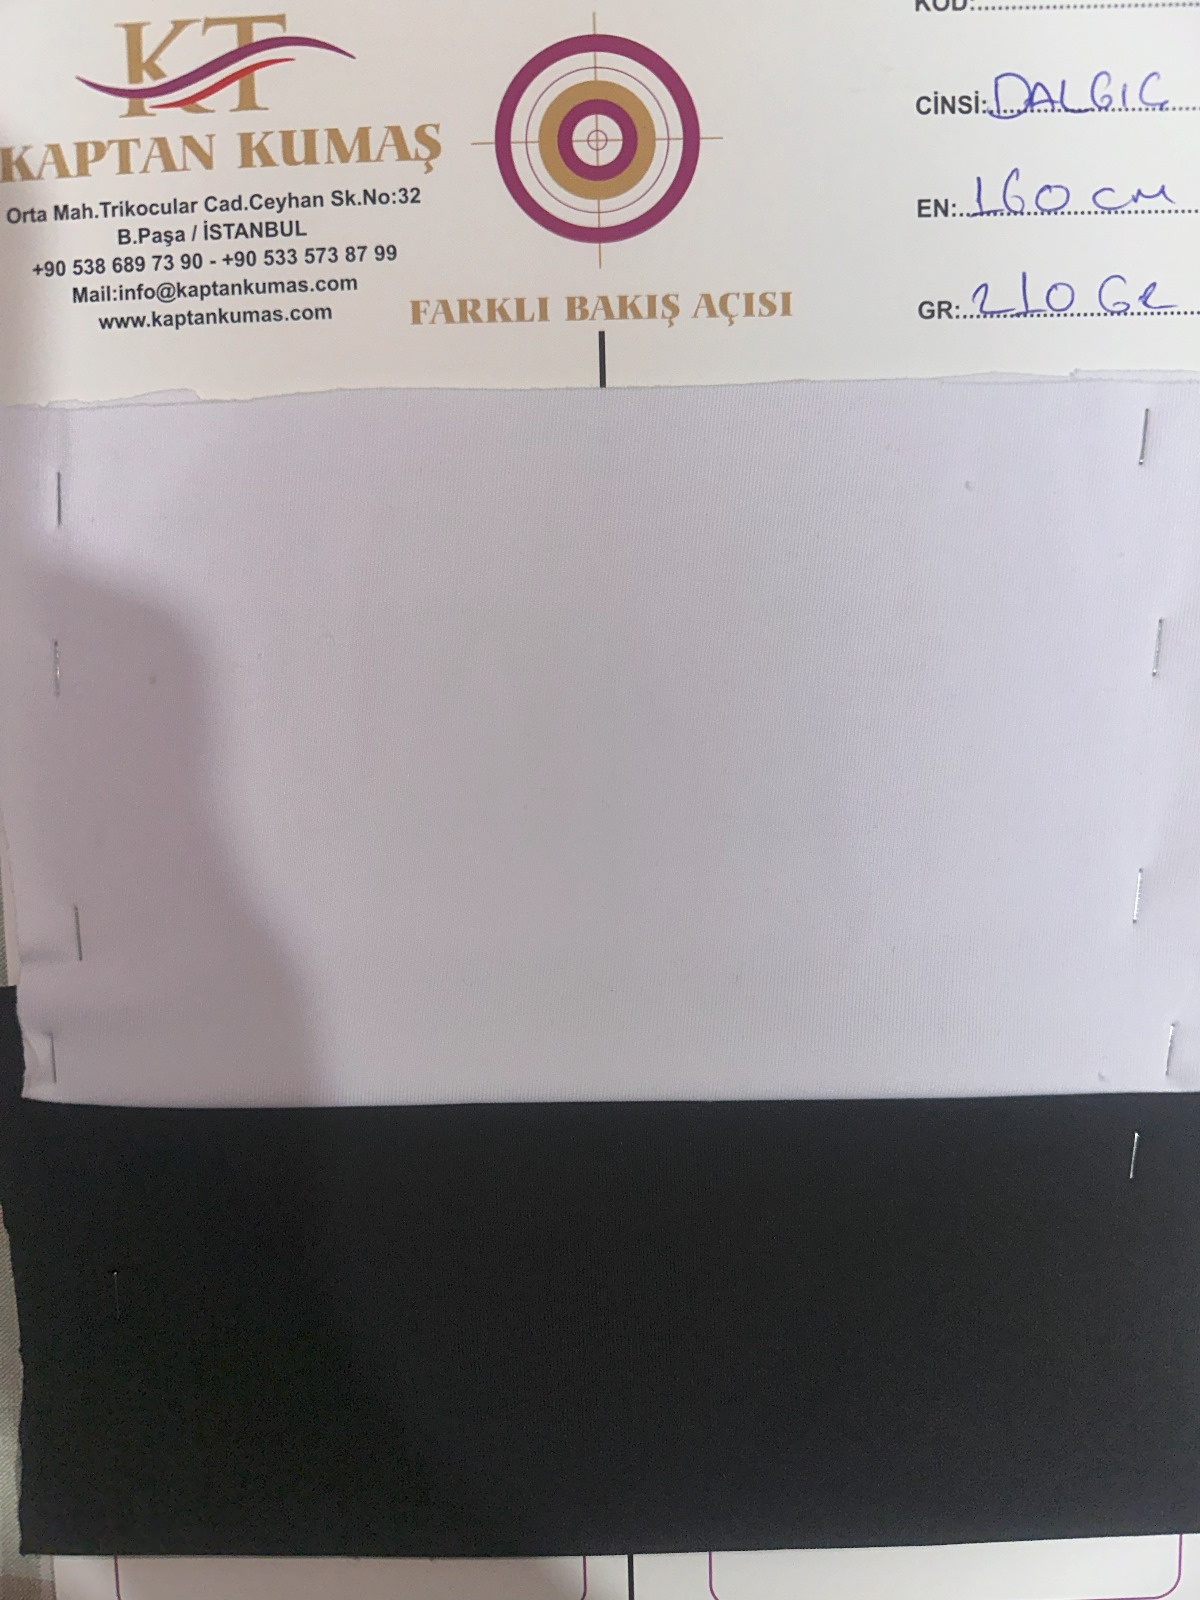 KT
KAPTAN KUMAŞ
Orta Mah.Trikocular Cad.Ceyhan Sk.No:32
B.Paşa / İSTANBUL
+90 538 689 73 90 - +90 533 573 87 99
Mail:info@kaptankumas.com
www.kaptankumas.com
FARKLI BAKIŞ AÇISI
KOD:
CİNSİ: DALGIÇ
EN: 160 cm
GR: 210 Gr